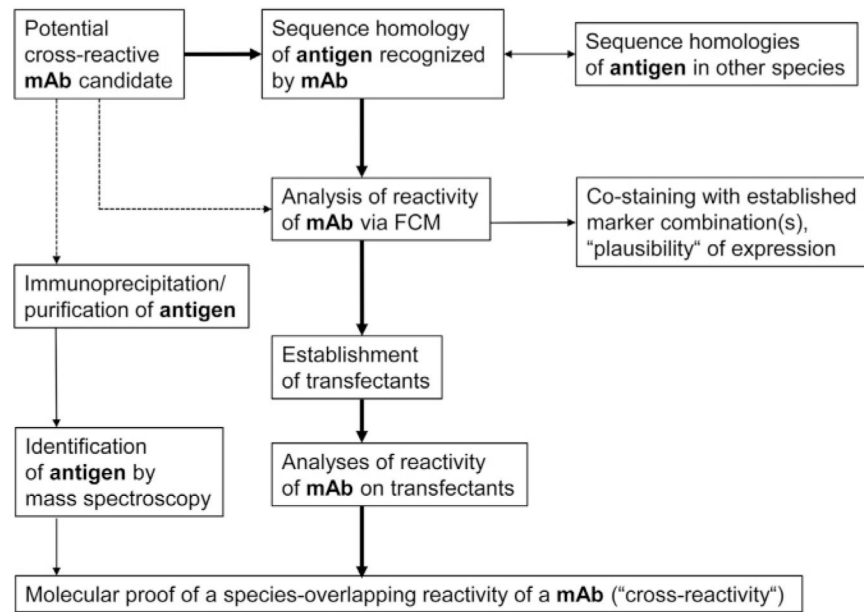 Potential
cross-reactive
mAb candidate
Sequence homology
of antigen recognized
by mAb
Sequence homologies
of antigen in other species
Analysis of reactivity
of mAb via FCM
Co-staining with established
marker combination(s),
“plausibility“ of expression
Immunoprecipitation/
purification of antigen
Establishment
of transfectants
Identification
of antigen by
mass spectroscopy
Analyses of reactivity
of mAb on transfectants
Molecular proof of a species-overlapping reactivity of a mAb (“cross-reactivity“)